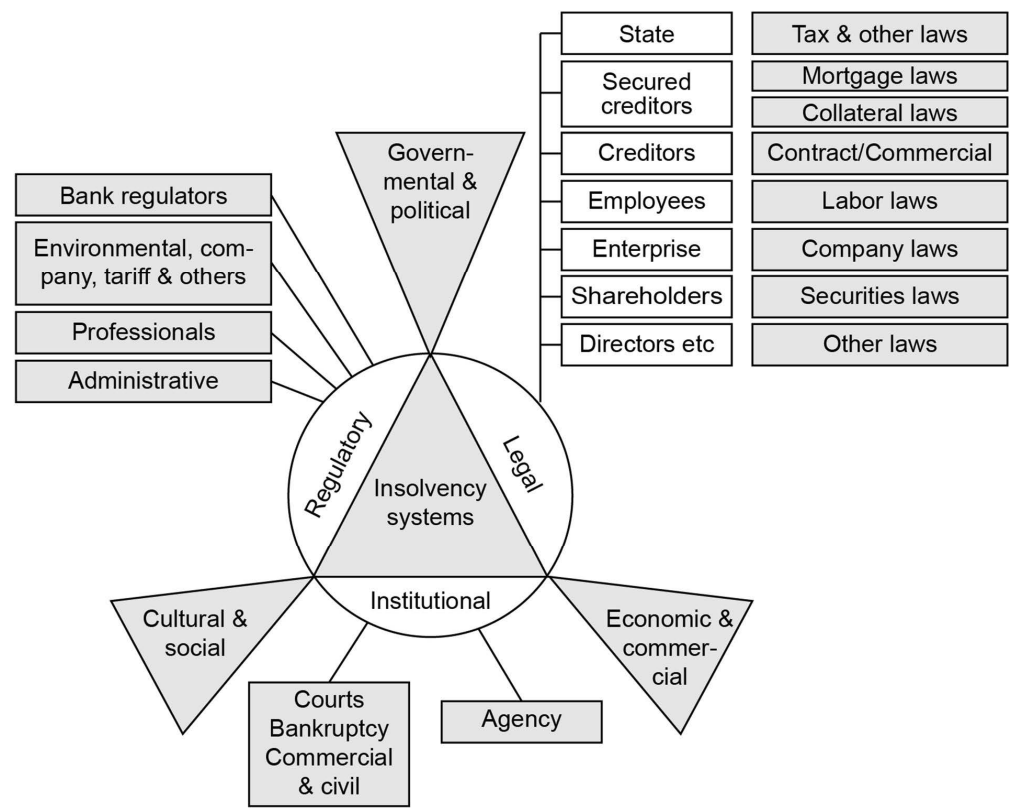 State
Tax & other laws
Secured
creditors
Mortgage laws
Collateral laws
Creditors
Contract/Commercial
Employees
Labor laws
Enterprise
Company laws
Shareholders
Securities laws
Directors etc
Other laws
Govern-
mental &
political
Bank regulators
Environmental, com-
pany, tariff & others
Professionals
Administrative
Regulatory
Legal
Insolvency
systems
Institutional
Cultural &
social
Economic &
commer-
cial
Courts
Bankruptcy
Commercial
& civil
Agency